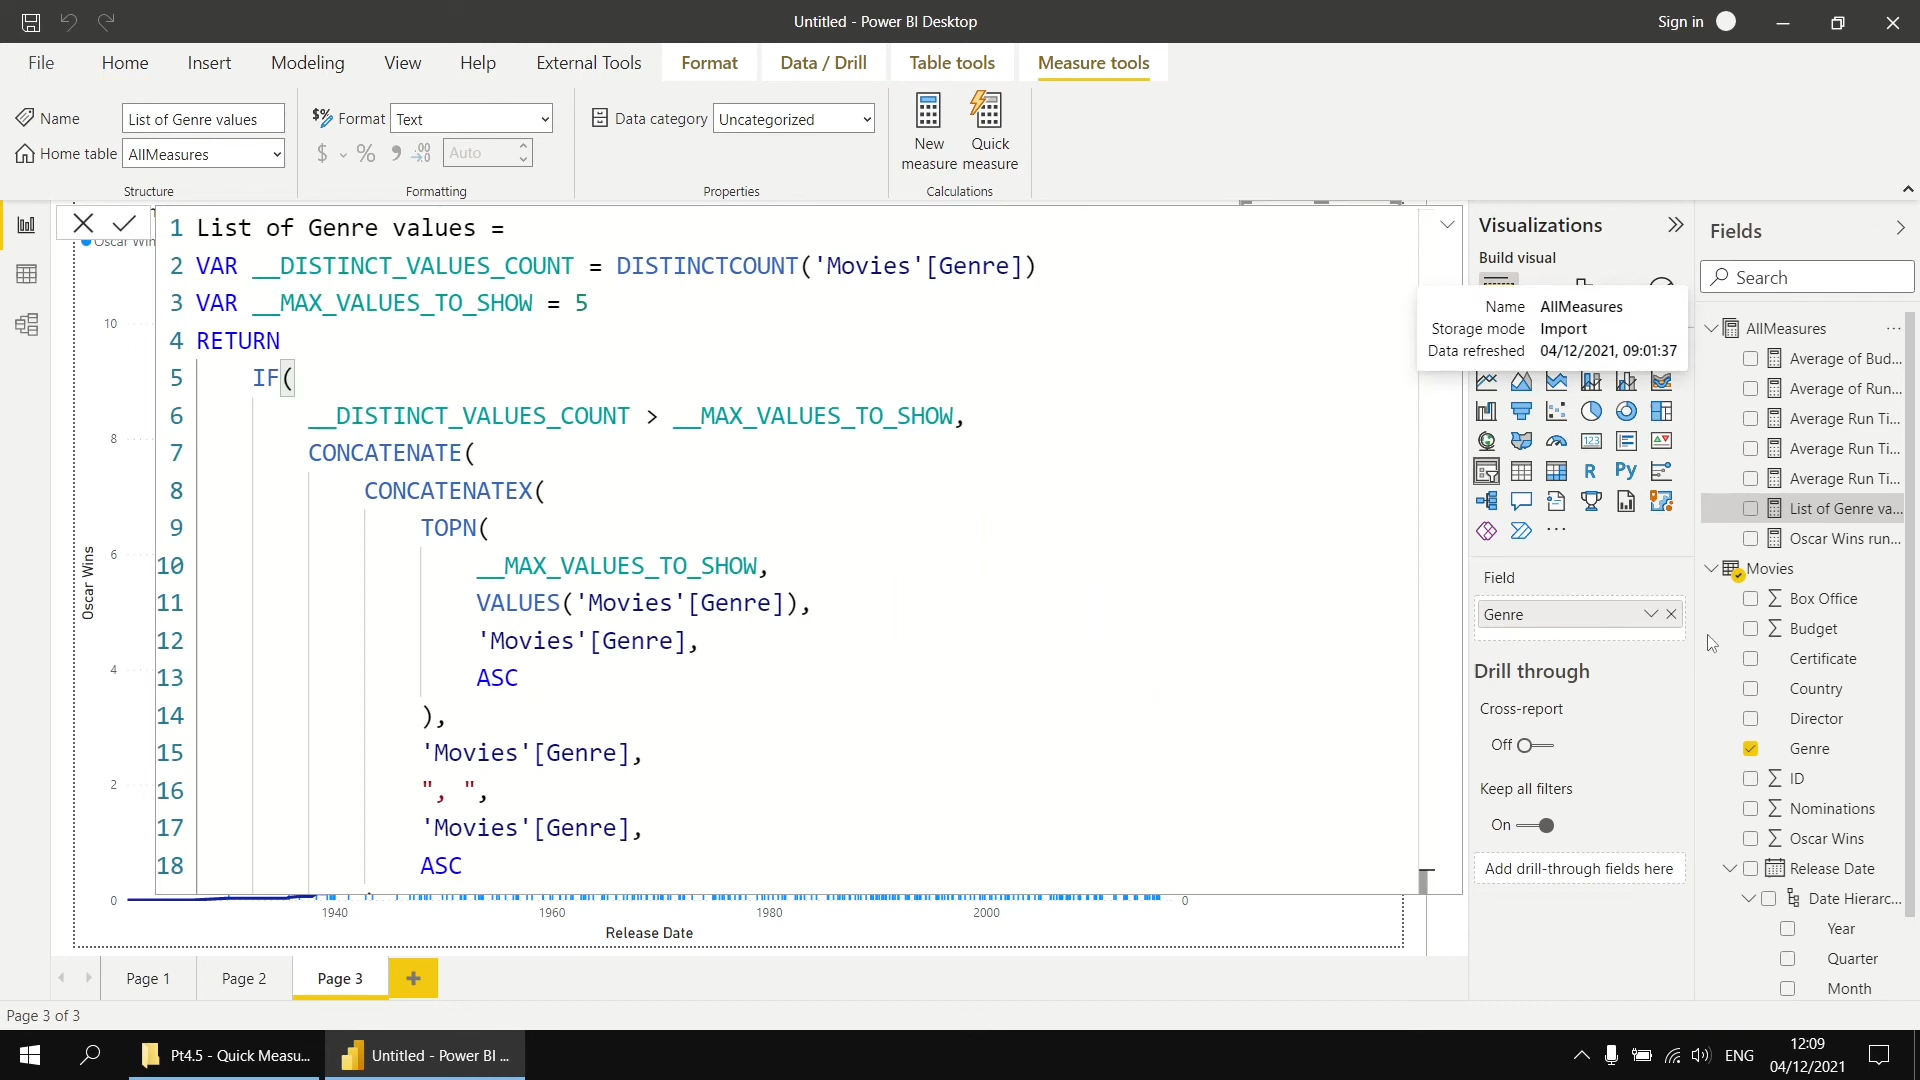 Untitled - Power BI Desktop
Sign in
File
Home
Insert
Modeling
View
Help
External Tools
Format
Data / Drill
Table tools
Measure tools
Name
List of Genre values
Format
Text
Data category
Uncategorized
Home table
AllMeasures
$
%
Auto
New measure
Quick measure
Structure
Formatting
Properties
Calculations
Oscar Win
1 List of Genre values =
2 VAR __DISTINCT_VALUES_COUNT = DISTINCTCOUNT('Movies'[Genre])
3 VAR __MAX_VALUES_TO_SHOW = 5
4 RETURN
5 IF(
6 __DISTINCT_VALUES_COUNT > __MAX_VALUES_TO_SHOW,
7 CONCATENATE(
8 CONCATENATEX(
9 TOPN(
10 __MAX_VALUES_TO_SHOW,
11 VALUES('Movies'[Genre]),
12 'Movies'[Genre],
13 ASC
14 ),
15 'Movies'[Genre],
16 ", ",
17 'Movies'[Genre],
18 ASC
10
8
6
4
2
0
Oscar Wins
1940
1960
1980
2000
0
Release Date
Visualizations
Build visual
Name AllMeasures
Storage mode Import
Data refreshed 04/12/2021, 09:01:37
123
R
Py
Field
Genre
Drill through
Cross-report
Off
Keep all filters
On
Add drill-through fields here
Fields
Search
AllMeasures
Average of Bud...
Average of Run...
Average Run Ti...
Average Run Ti...
Average Run Ti...
List of Genre va...
Oscar Wins run...
Movies
Box Office
Budget
Certificate
Country
Director
Genre
ID
Nominations
Oscar Wins
Release Date
Date Hierarc...
Year
Quarter
Month
Page 1
Page 2
Page 3
Page 3 of 3
Pt4.5 - Quick Measu...
Untitled - Power BI ...
ENG
12:09
04/12/2021